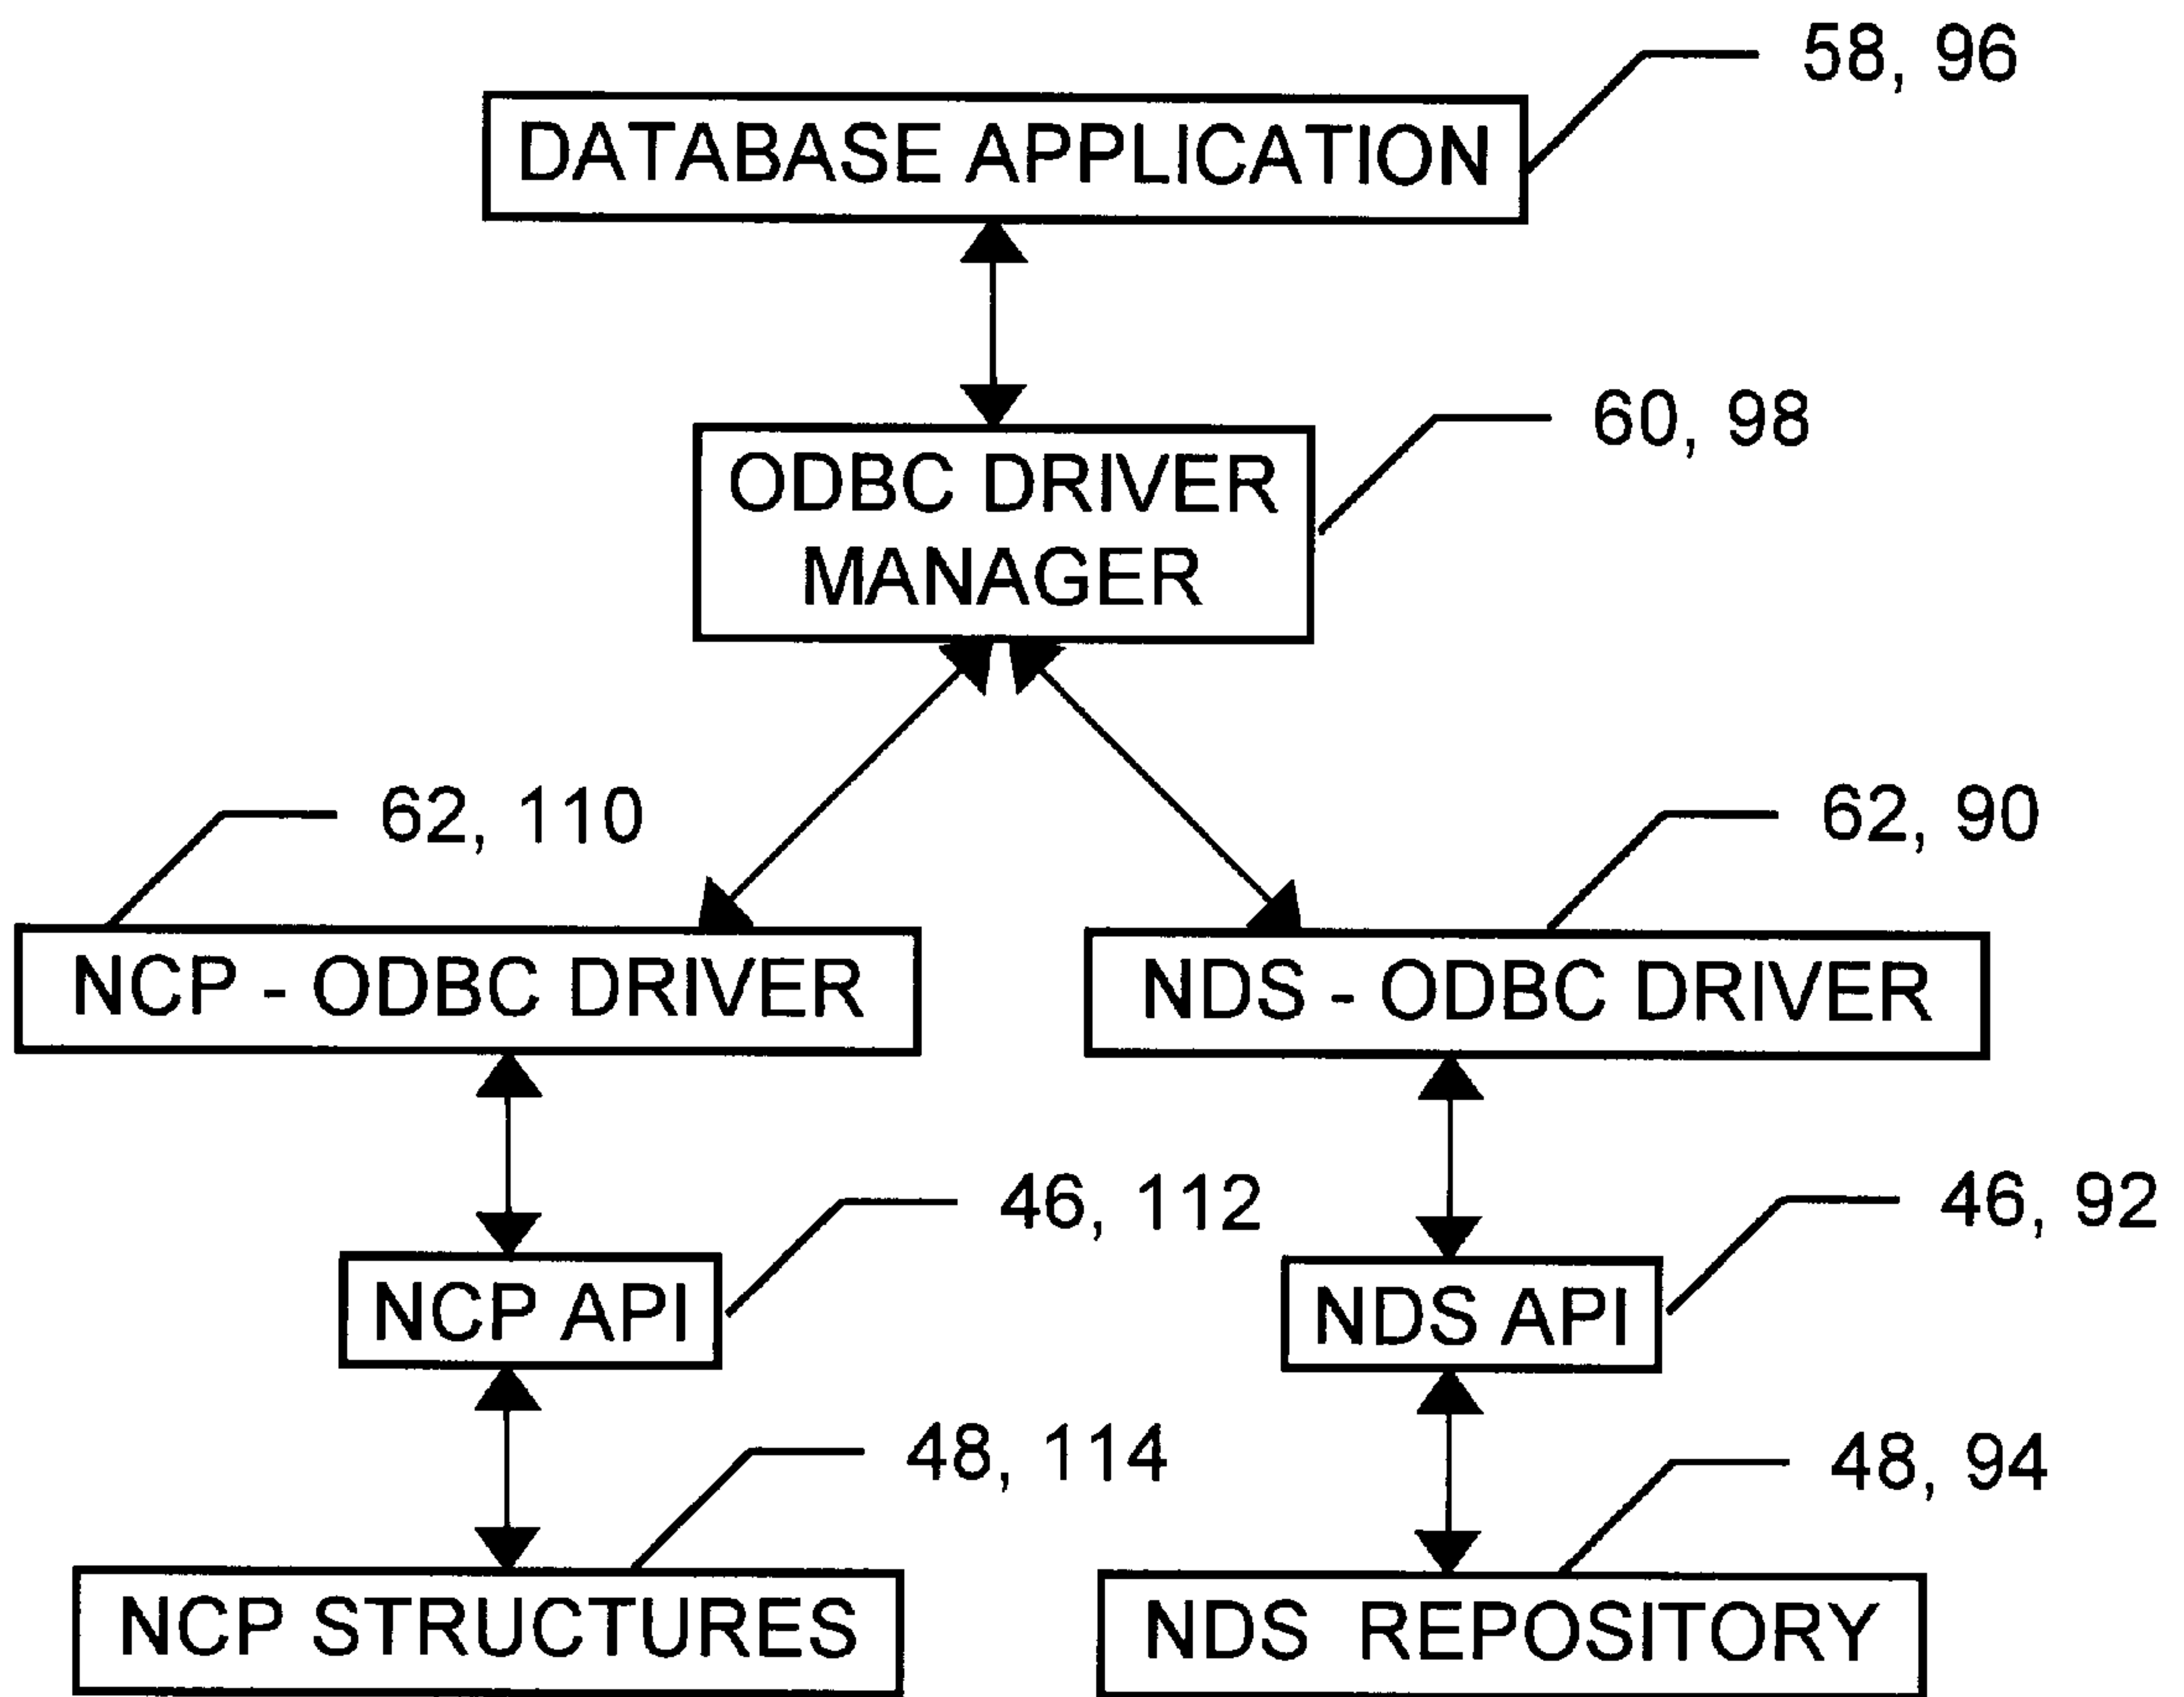 58, 96
DATABASE APPLICATION
60, 98
ODBC DRIVER
MANAGER
62, 110
62, 90
NCP - ODBC DRIVER
NDS - ODBC DRIVER
46, 112
46, 92
NCP API
NDS API
48, 114
48, 94
NCP STRUCTURES
NDS REPOSITORY